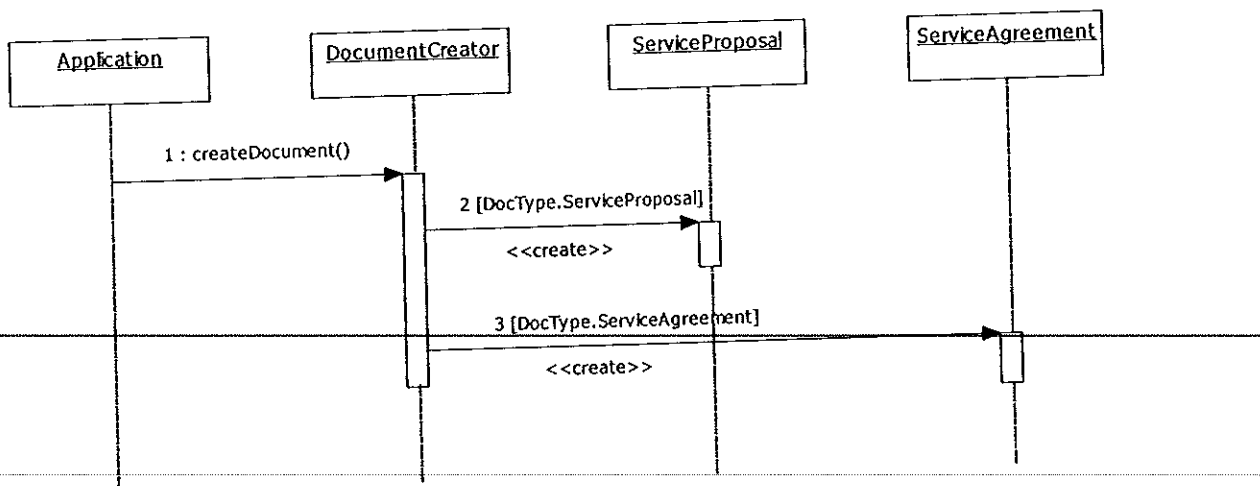 Application
DocumentCreator
ServiceProposal
ServiceAgreement
1 : createDocument()
2 [DocType.ServiceProposal]
<<create>>
3 [DocType.ServiceAgreement]
<<create>>